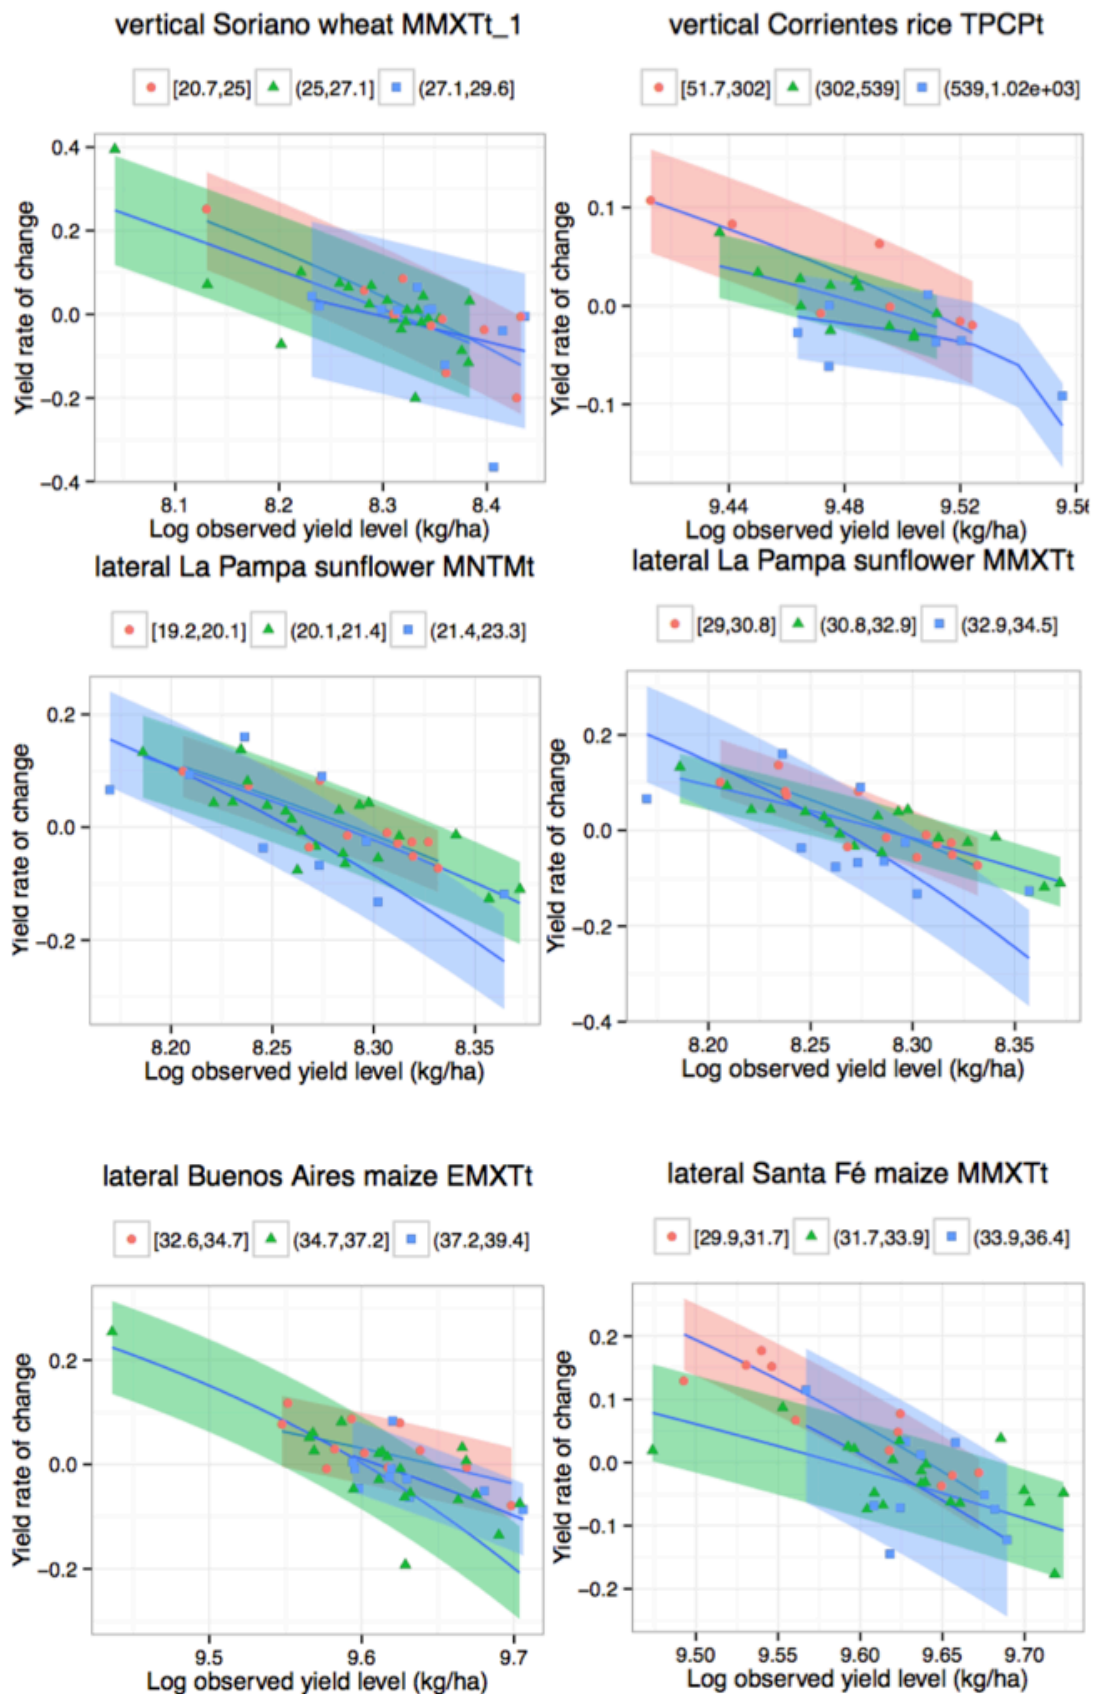 vertical Soriano wheat MMXTt_1
[20.7,25] (25,27.1] (27.1,29.6]
Yield rate of change
0.4
0.2
0.0
−0.2
−0.4
8.1 8.2 8.3 8.4
Log observed yield level (kg/ha)
vertical Corrientes rice TPCPt
[51.7,302] (302,539] (539,1.02e+03]
Yield rate of change
0.1
0.0
−0.1
9.44 9.48 9.52 9.56
Log observed yield level (kg/ha)
lateral La Pampa sunflower MNTMt
[19.2,20.1] (20.1,21.4] (21.4,23.3]
Yield rate of change
0.2
0.0
−0.2
8.20 8.25 8.30 8.35
Log observed yield level (kg/ha)
lateral La Pampa sunflower MMXTt
[29,30.8] (30.8,32.9] (32.9,34.5]
Yield rate of change
0.2
0.0
−0.2
−0.4
8.20 8.25 8.30 8.35
Log observed yield level (kg/ha)
lateral Buenos Aires maize EMXTt
[32.6,34.7] (34.7,37.2] (37.2,39.4]
Yield rate of change
0.2
0.0
−0.2
9.5 9.6 9.7
Log observed yield level (kg/ha)
lateral Santa Fé maize MMXTt
[29.9,31.7] (31.7,33.9] (33.9,36.4]
Yield rate of change
0.2
0.1
0.0
−0.1
−0.2
9.50 9.55 9.60 9.65 9.70
Log observed yield level (kg/ha)